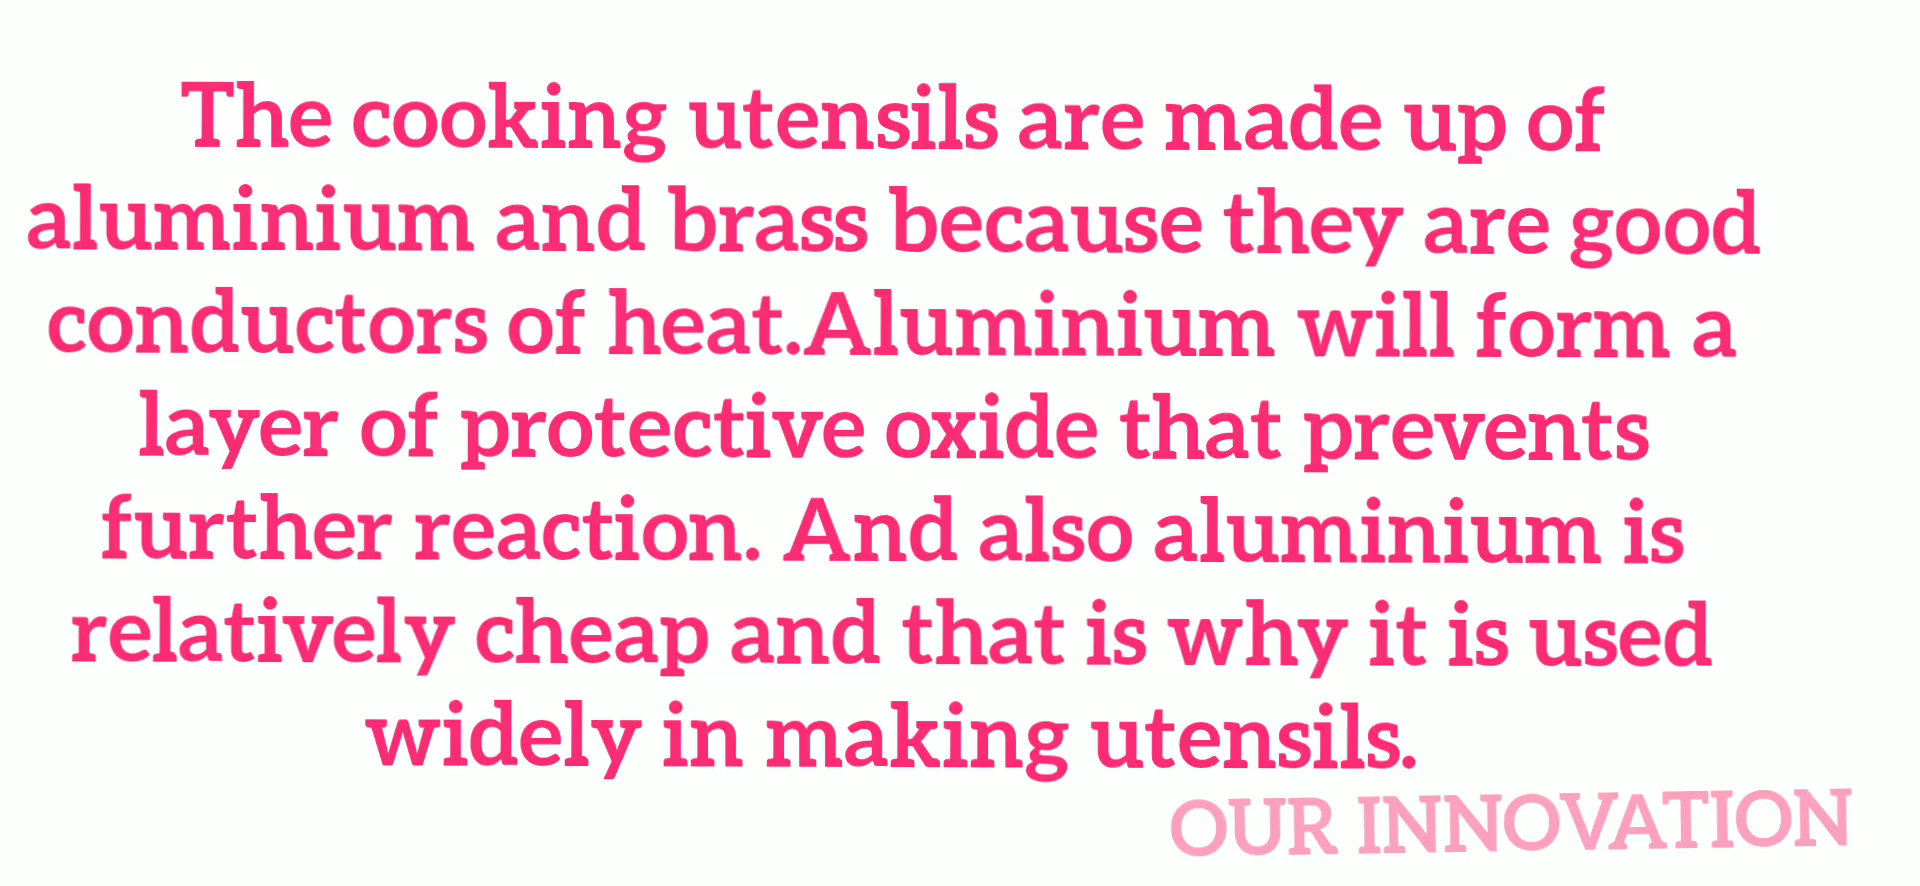 The cooking utensils are made up of
aluminium and brass because they are good
conductors of heat.Aluminium will form a
layer of protective oxide that prevents
further reaction. And also aluminium is
relatively cheap and that is why it is used
widely in making utensils.
OUR INNOVATION